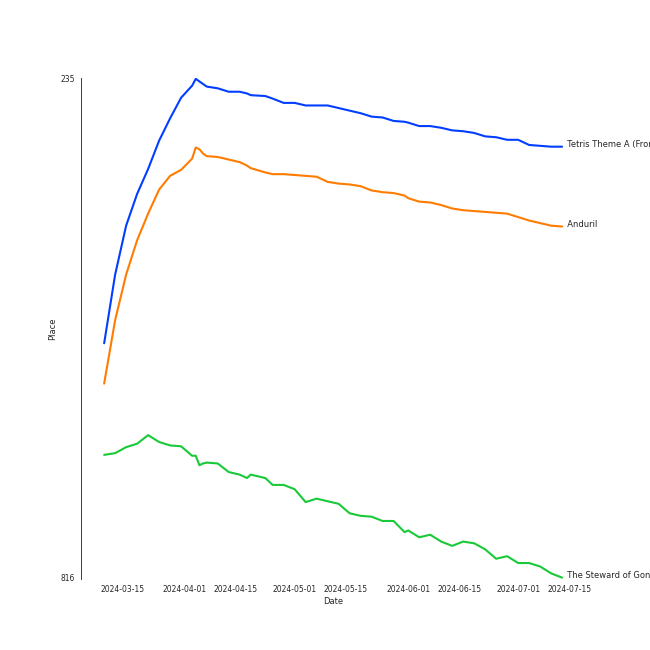 235
Tetris Theme A (Fro
Anduril
Place
The Steward of Gon
816
2024-03-15 2024-04-01 2024-04-15 2024-05-01 2024-05-15 2024-06-01 2024-06-15 2024-07-01 2024-07-15
Date